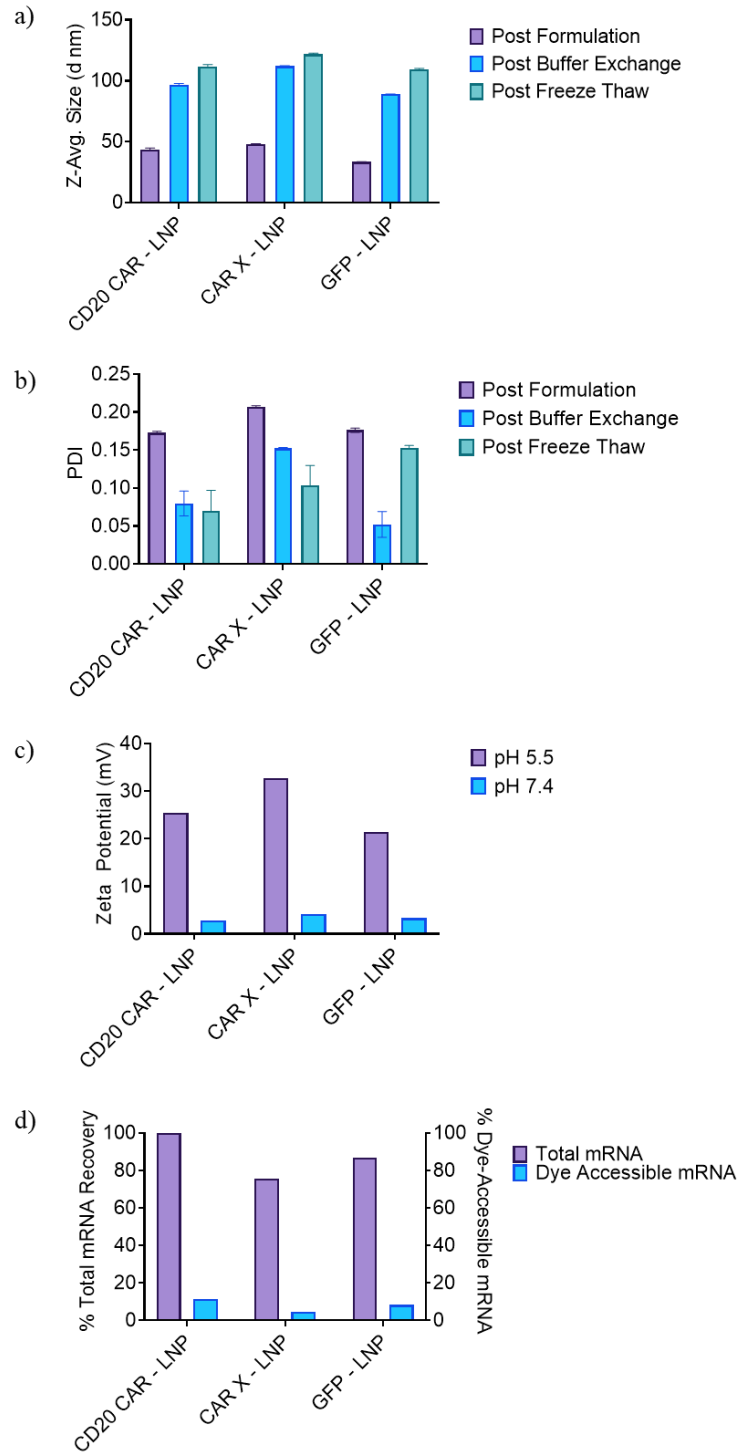 a)
Z-Avg. Size (d nm)
150
100
50
0
CD20 CAR - LNP
CAR X - LNP
GFP - LNP
Post Formulation
Post Buffer Exchange
Post Freeze Thaw
b)
PDI
0.25
0.20
0.15
0.10
0.05
0.00
CD20 CAR - LNP
CAR X - LNP
GFP - LNP
Post Formulation
Post Buffer Exchange
Post Freeze Thaw
c)
Zeta Potential (mV)
40
30
20
10
0
CD20 CAR - LNP
CAR X - LNP
GFP - LNP
pH 5.5
pH 7.4
d)
% Total mRNA Recovery
100
80
60
40
20
0
CD20 CAR - LNP
CAR X - LNP
GFP - LNP
100
80
60
40
20
0
% Dye-Accessible mRNA
Total mRNA
Dye Accessible mRNA